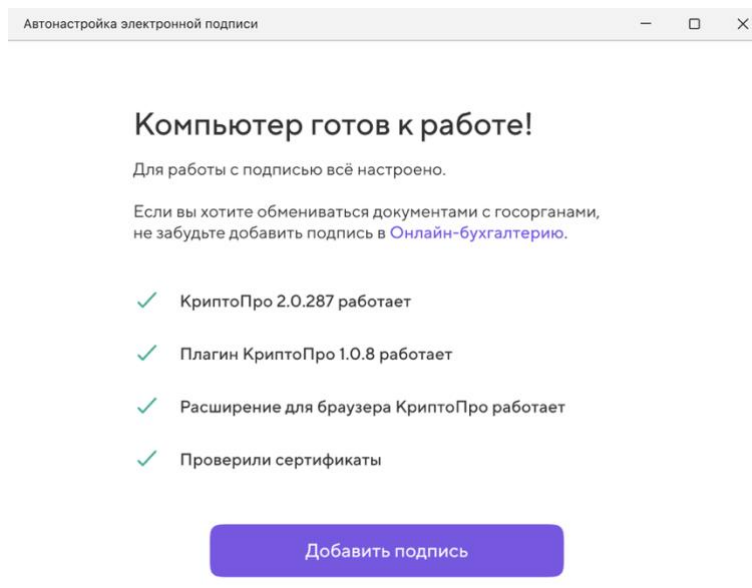 Автонастройка электронной подписи
Компьютер готов к работе!
Для работы с подписью всё настроено.
Если вы хотите обмениваться документами с госорганами,
не забудьте добавить подпись в Онлайн-бухгалтерию.
КриптоПро 2.0.287 работает
Плагин КриптоПро 1.0.8 работает
Расширение для браузера КриптоПро работает
Проверили сертификаты
Добавить подпись